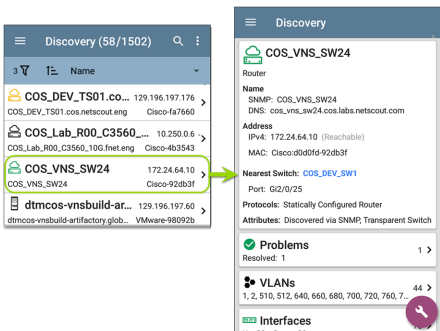 Discovery (58/1502)
3 Name
COS_DEV_TS01.co... 129.196.197.176
COS_DEV_TS01.cos.netscout.eng Cisco-fa7660
COS_Lab_R00_C3560_... 10.250.0.6
COS_Lab_R00_C3560_10G.fnet.eng Cisco-4b3543
COS_VNS_SW24 172.24.64.10
COS_VNS_SW24 Cisco-92db3f
dtmcos-vnsbuild-ar... 129.196.197.60
dtmcos-vnsbuild-artifactory.glob... VMware-98092b
Discovery
COS_VNS_SW24
Router
Name
SNMP: COS_VNS_SW24
DNS: cos_vns_sw24.cos.labs.netscout.com
Address
IPv4: 172.24.64.10 (Reachable)
MAC: Cisco:d0d0fd-92db3f
Nearest Switch: COS_DEV_SW1
Port: Gi2/0/25
Protocols: Statically Configured Router
Attributes: Discovered via SNMP, Transparent Switch
Problems
Resolved: 1
1
VLANs
1, 2, 510, 512, 640, 660, 680, 700, 720, 760, 7...
44
Interfaces